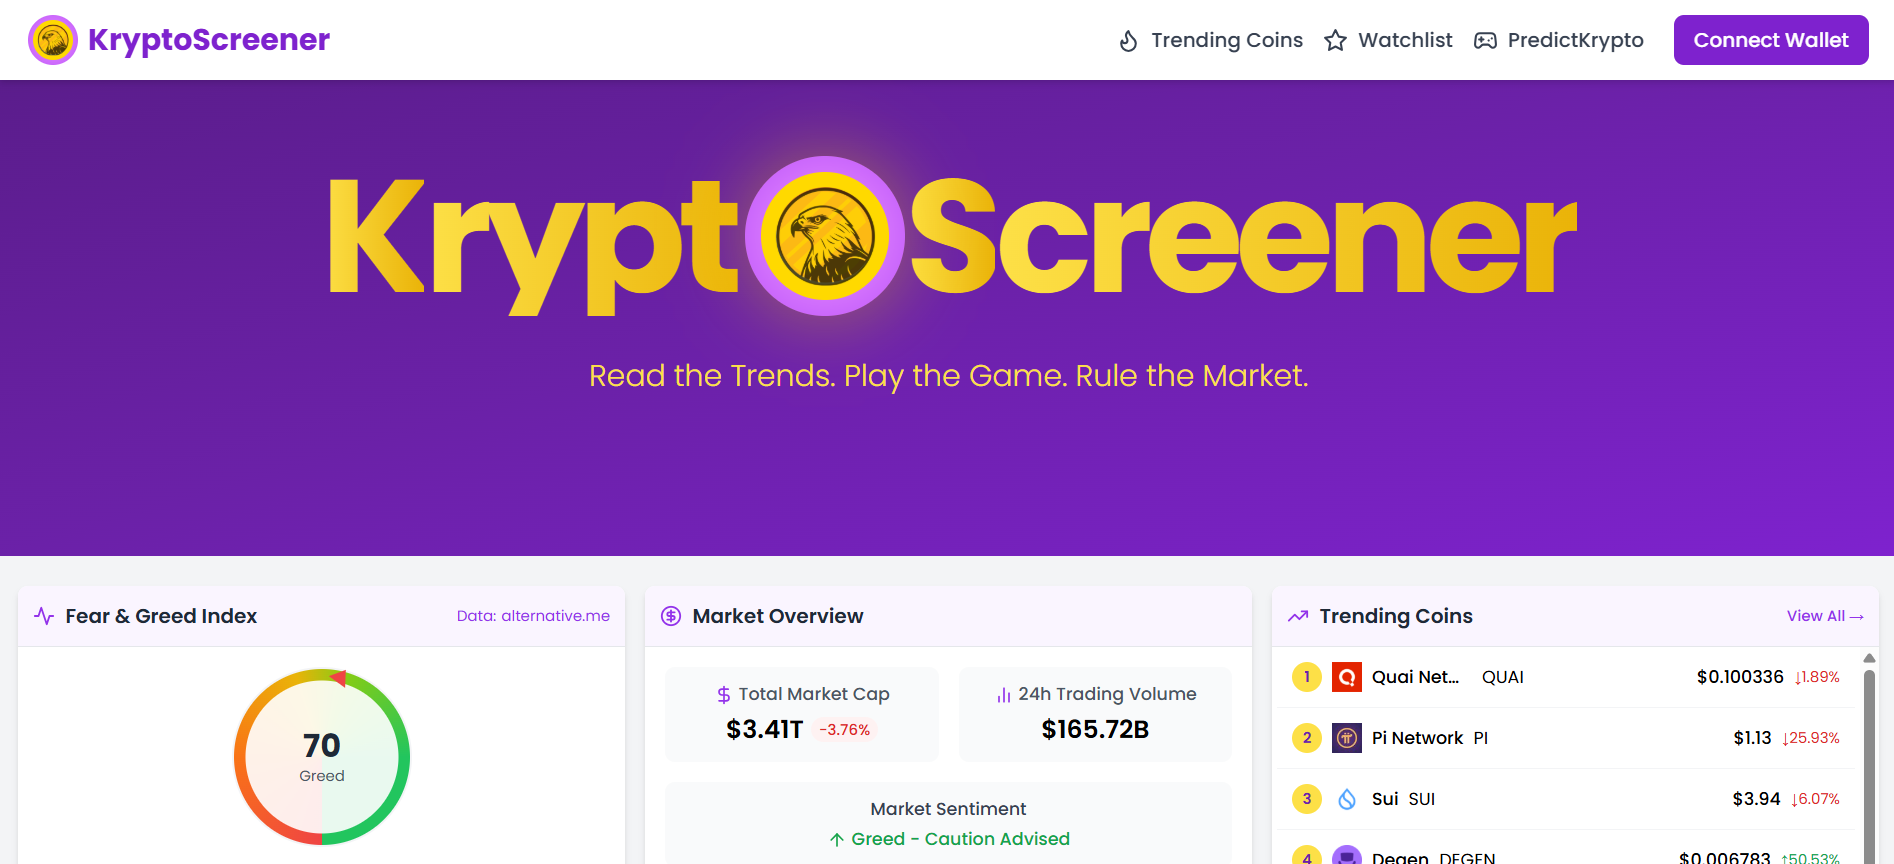 KryptoScreener
Trending Coins
Watchlist
PredictKrypto
Connect Wallet
Krypt Screener
Read the Trends. Play the Game. Rule the Market.
Fear & Greed Index
Data: alternative.me
70
Greed
Market Overview
Total Market Cap
$3.41T -3.76%
24h Trading Volume
$165.72B
Market Sentiment
↑ Greed - Caution Advised
Trending Coins
View All →
1 Quai Net... QUAI $0.100336 ↓1.89%
2 Pi Network PI $1.13 ↓25.93%
3 Sui SUI $3.94 ↓6.07%
4 Degen DEGEN $0.006783 ↑50.53%